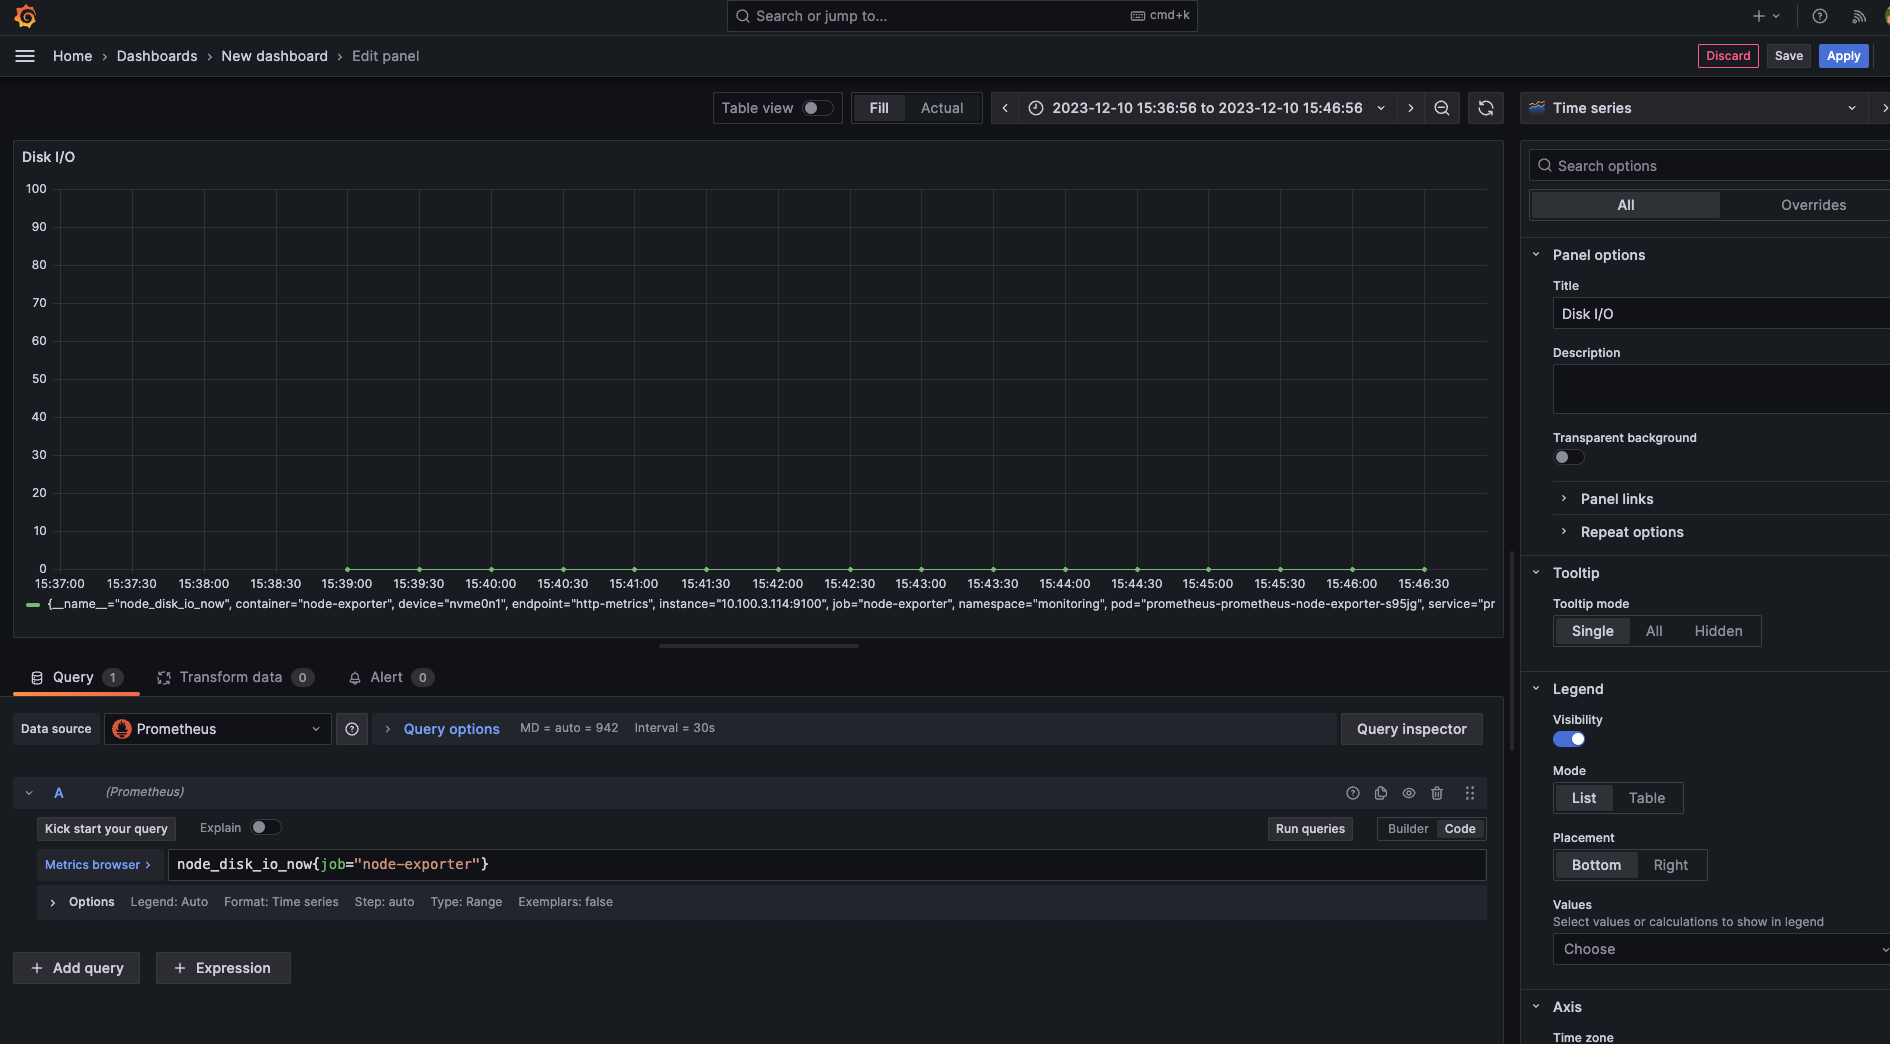 Search or jump to...
cmd+k
Home › Dashboards › New dashboard › Edit panel
Discard
Save
Apply
Table view
Fill
Actual
2023-12-10 15:36:56 to 2023-12-10 15:46:56
Time series
Disk I/O
100
90
80
70
60
50
40
30
20
10
0
15:37:00 15:37:30 15:38:00 15:38:30 15:39:00 15:39:30 15:40:00 15:40:30 15:41:00 15:41:30 15:42:00 15:42:30 15:43:00 15:43:30 15:44:00 15:44:30 15:45:00 15:45:30 15:46:00 15:46:30
{__name__="node_disk_io_now", container="node-exporter", device="nvme0n1", endpoint="http-metrics", instance="10.100.3.114:9100", job="node-exporter", namespace="monitoring", pod="prometheus-prometheus-node-exporter-s95jg", service="pr
Query 1
Transform data 0
Alert 0
Data source
Prometheus
Query options
MD = auto = 942
Interval = 30s
Query inspector
A
(Prometheus)
Kick start your query
Explain
Run queries
Builder
Code
Metrics browser ›
node_disk_io_now{job="node-exporter"}
Options
Legend: Auto
Format: Time series
Step: auto
Type: Range
Exemplars: false
+ Add query
+ Expression
Search options
All
Overrides
Panel options
Title
Disk I/O
Description
Transparent background
Panel links
Repeat options
Tooltip
Tooltip mode
Single
All
Hidden
Legend
Visibility
Mode
List
Table
Placement
Bottom
Right
Values
Select values or calculations to show in legend
Choose
Axis
Time zone